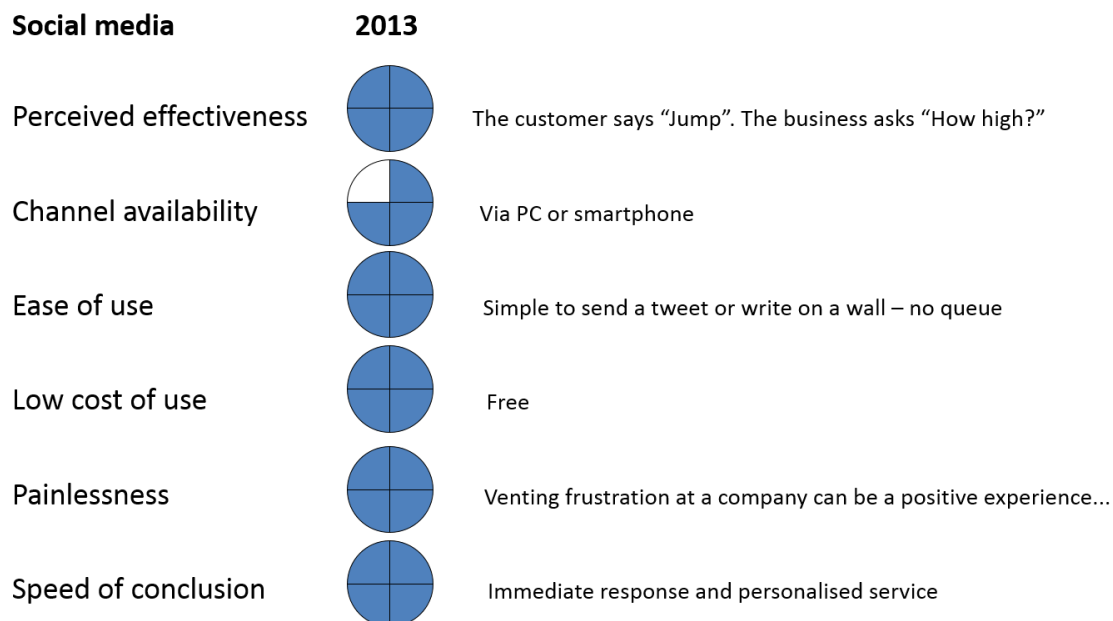 Social media 2013
Perceived effectiveness The customer says “Jump”. The business asks “How high?”
Channel availability Via PC or smartphone
Ease of use Simple to send a tweet or write on a wall – no queue
Low cost of use Free
Painlessness Venting frustration at a company can be a positive experience...
Speed of conclusion Immediate response and personalised service